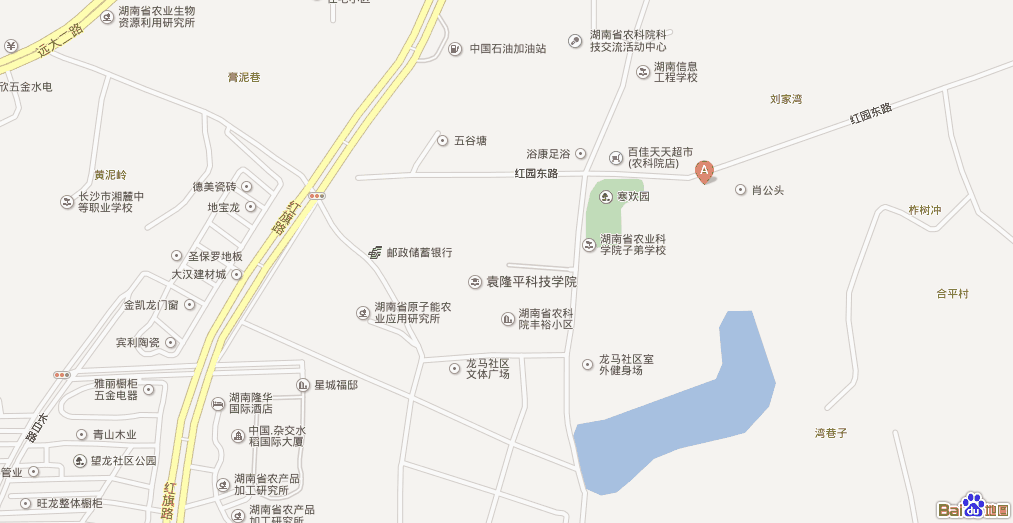 住宅小区
湖南省农业生物
资源利用研究所
远大二路
欣五金水电
膏泥巷
中国石油加油站
湖南省农科院科
技交流活动中心
湖南信息
工程学校
刘家湾
红园东路
五谷塘
浴康足浴
百佳天天超市
(农科院店)
红园东路
A
肖公头
黄泥岭
长沙市湘麓中
等职业学校
德美瓷砖
地宝龙
红旗路
寒欢园
柞树冲
湖南省农业科
学院子弟学校
圣保罗地板
邮政储蓄银行
大汉建材城
袁隆平科技学院
合平村
金凯龙门窗
湖南省原子能农
业应用研究所
湖南省农科
院丰裕小区
宾利陶瓷
龙马社区
文体广场
龙马社区室
外健身场
雅丽橱柜
五金电器
星城福邸
湖南隆华
国际酒店
青山木业
中国.杂交水
稻国际大厦
湾巷子
望龙社区公园
管业
湖南省农产品
加工研究所
旺龙整体橱柜
红旗路
湖南省农产品
加工研究所
Bai du 地图